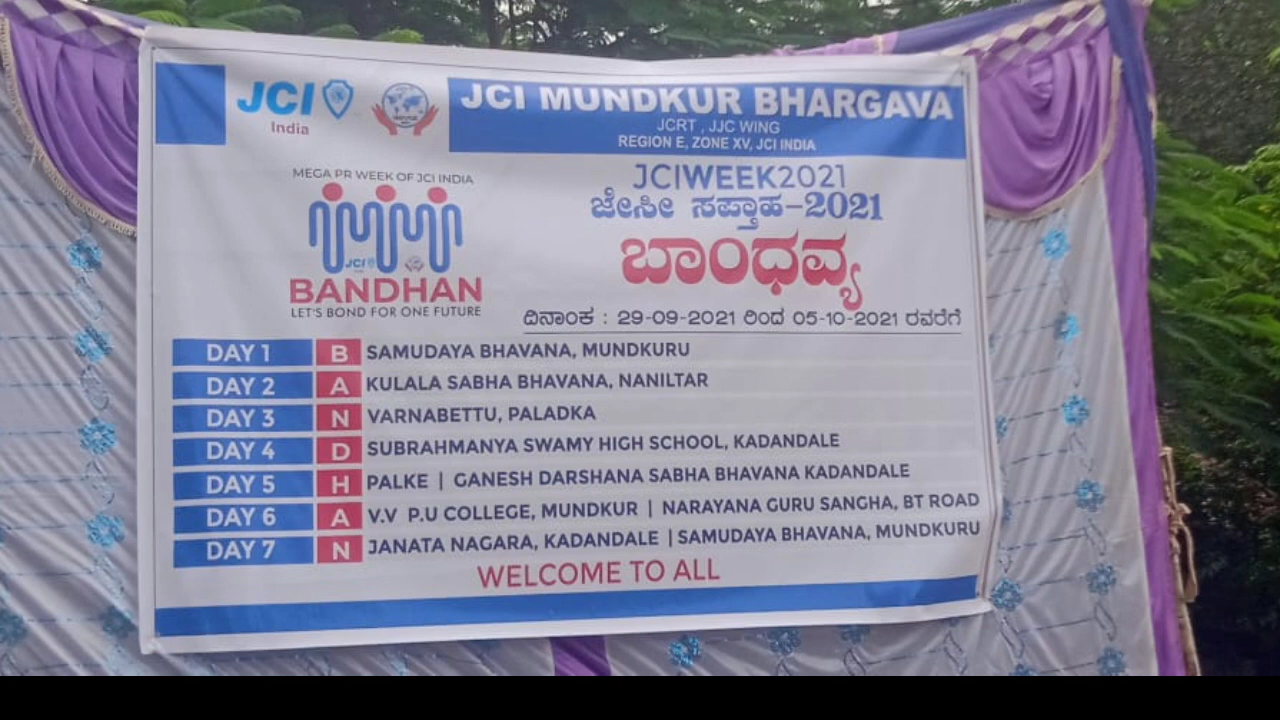 JCI
India
JCI MUNDKUR BHARGAVA
JCRT , JJC WING
REGION E, ZONE XV, JCI INDIA
MEGA PR WEEK OF JCI INDIA
JCI
BANDHAN
LET'S BOND FOR ONE FUTURE
JCIWEEK2021
ಜೇಸೀ ಸಪ್ತಾಹ-2021
ಬಾಂಧವ್ಯ
ದಿನಾಂಕ : 29-09-2021 ರಿಂದ 05-10-2021 ರವರೆಗೆ
DAY 1 B SAMUDAYA BHAVANA, MUNDKURU
DAY 2 A KULALA SABHA BHAVANA, NANILTAR
DAY 3 N VARNABETTU, PALADKA
DAY 4 D SUBRAHMANYA SWAMY HIGH SCHOOL, KADANDALE
DAY 5 H PALKE | GANESH DARSHANA SABHA BHAVANA KADANDALE
DAY 6 A V.V P.U COLLEGE, MUNDKUR | NARAYANA GURU SANGHA, BT ROAD
DAY 7 N JANATA NAGARA, KADANDALE | SAMUDAYA BHAVANA, MUNDKURU
WELCOME TO ALL